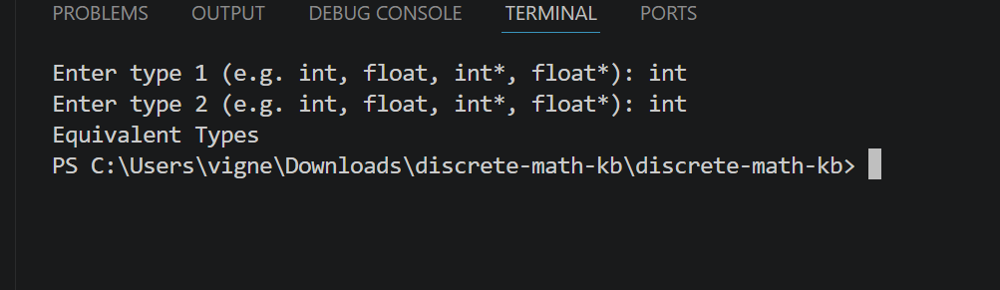 PROBLEMS OUTPUT DEBUG CONSOLE TERMINAL PORTS
Enter type 1 (e.g. int, float, int*, float*): int
Enter type 2 (e.g. int, float, int*, float*): int
Equivalent Types
PS C:\Users\vigne\Downloads\discrete-math-kb\discrete-math-kb>